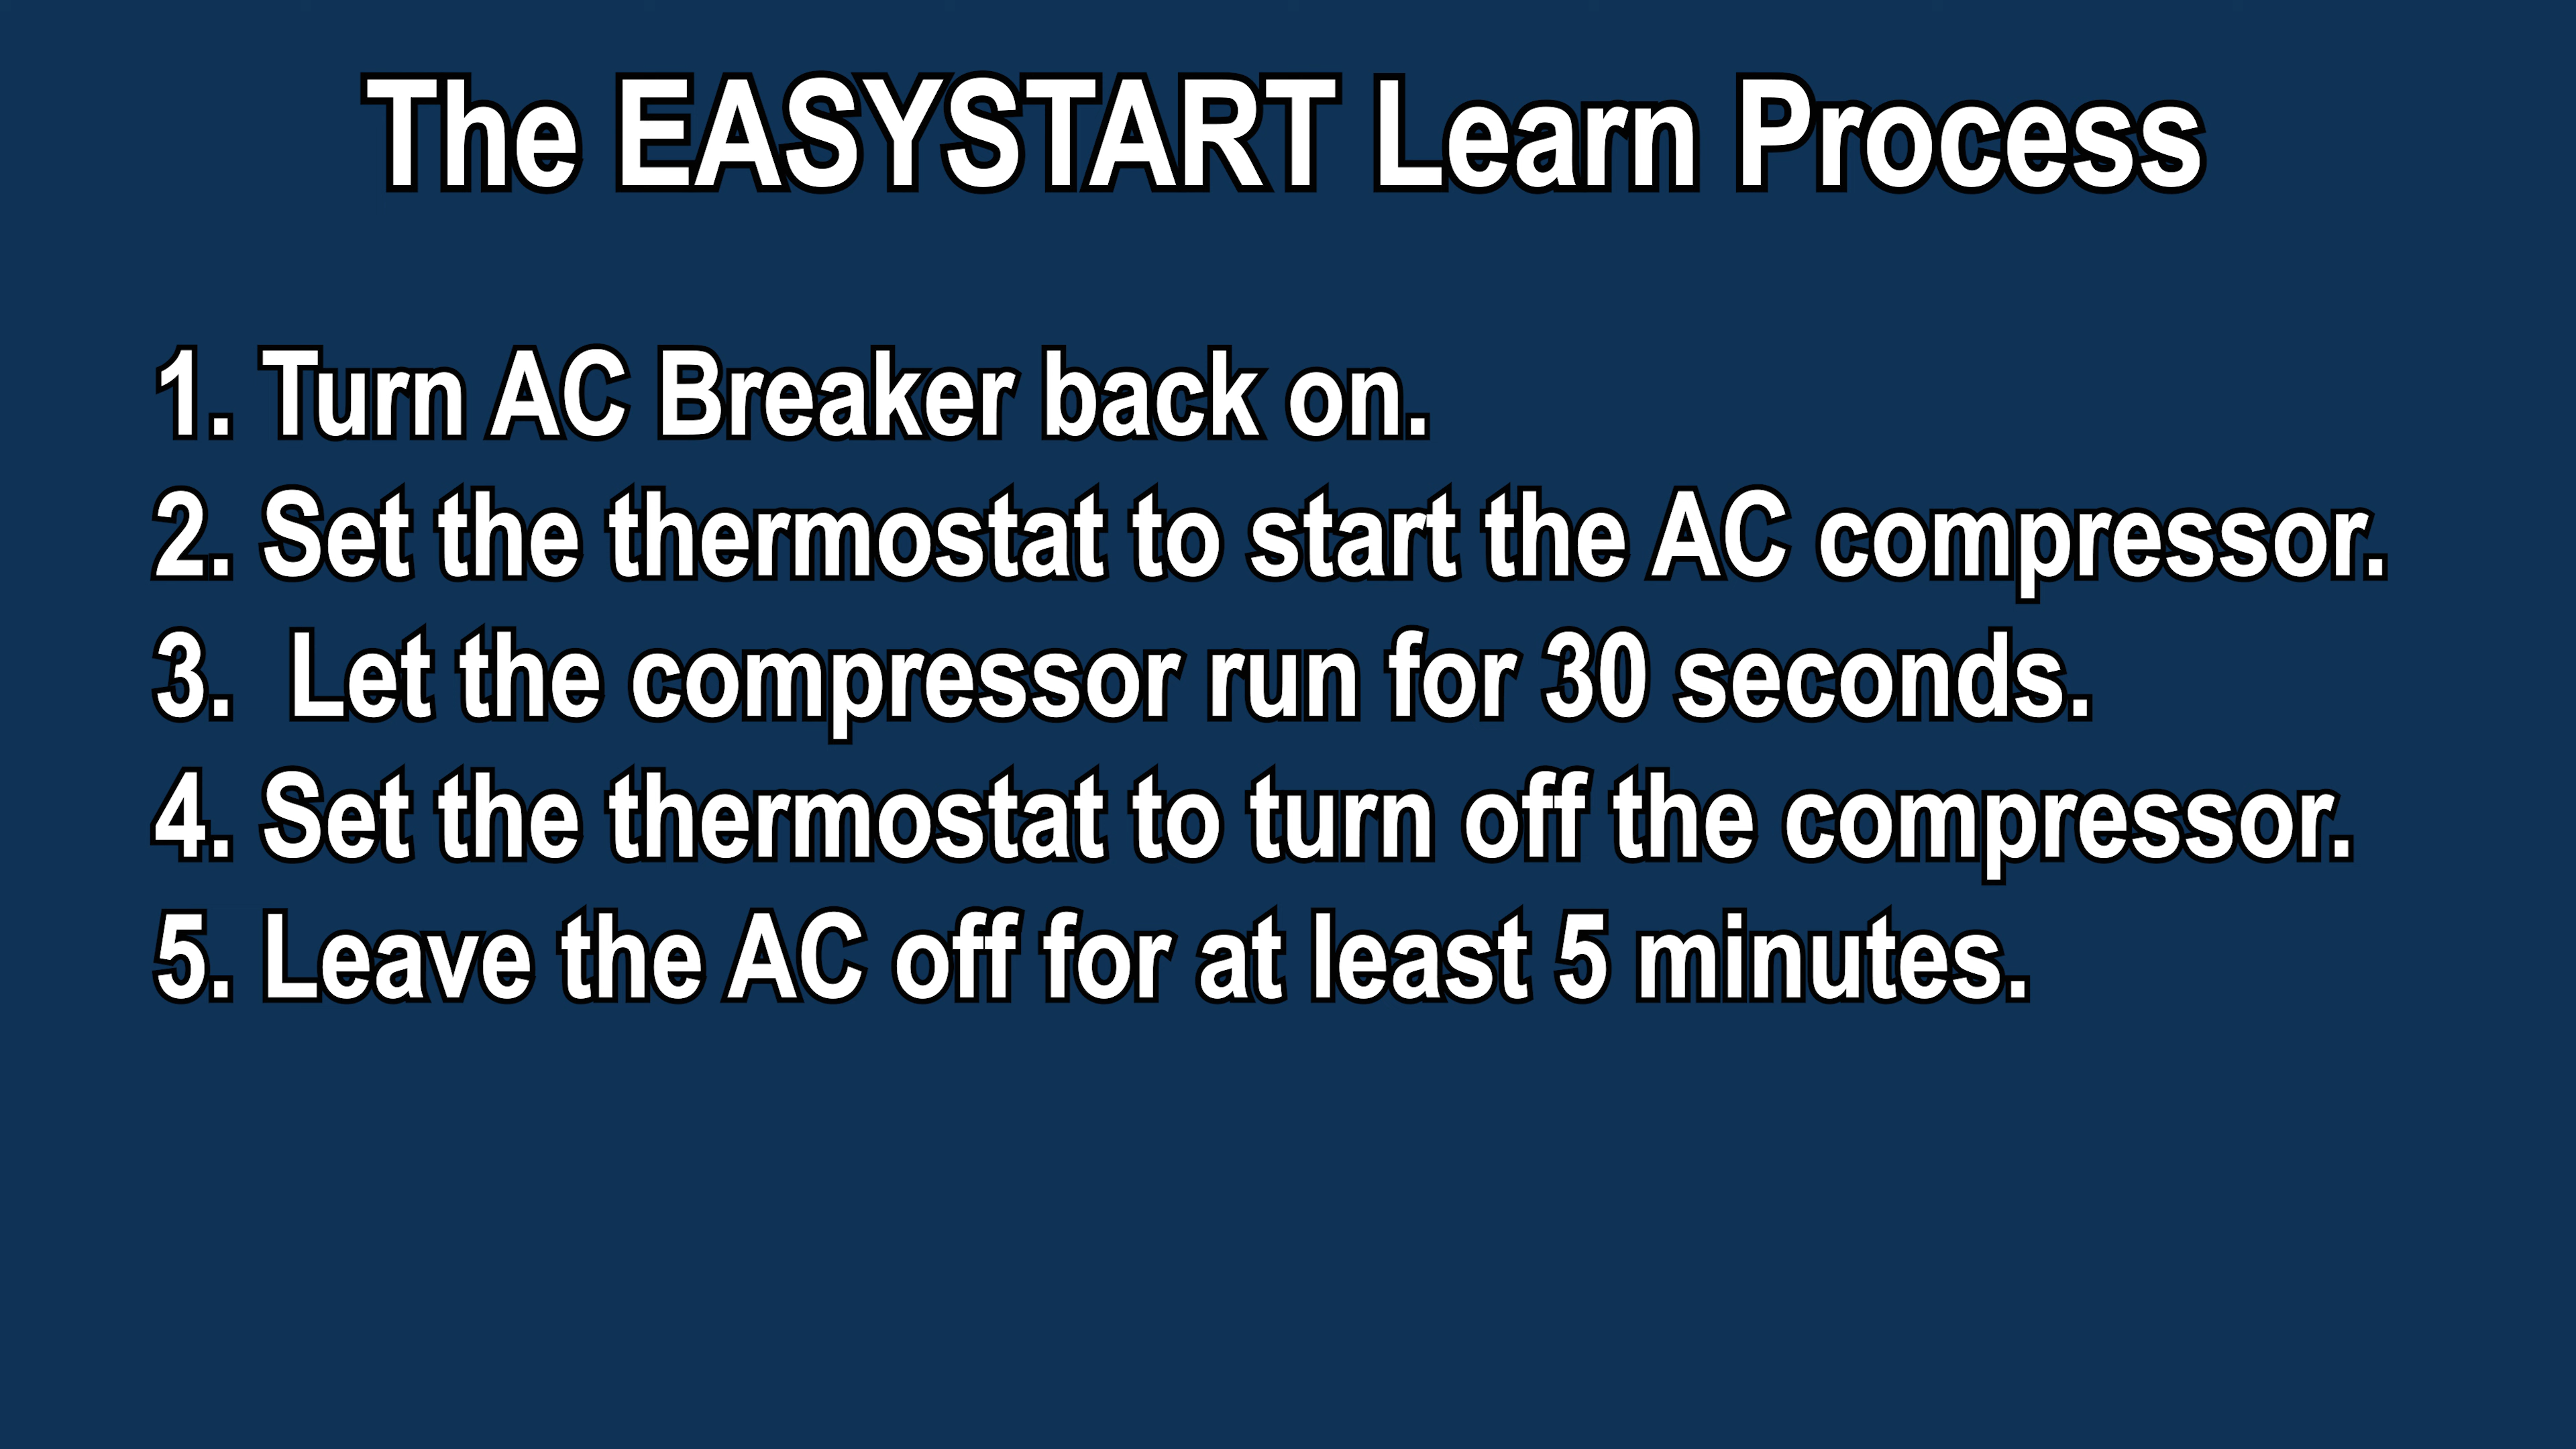 The EASYSTART Learn Process
1. Turn AC Breaker back on.
2. Set the thermostat to start the AC compressor.
3.  Let the compressor run for 30 seconds.
4. Set the thermostat to turn off the compressor.
5. Leave the AC off for at least 5 minutes.